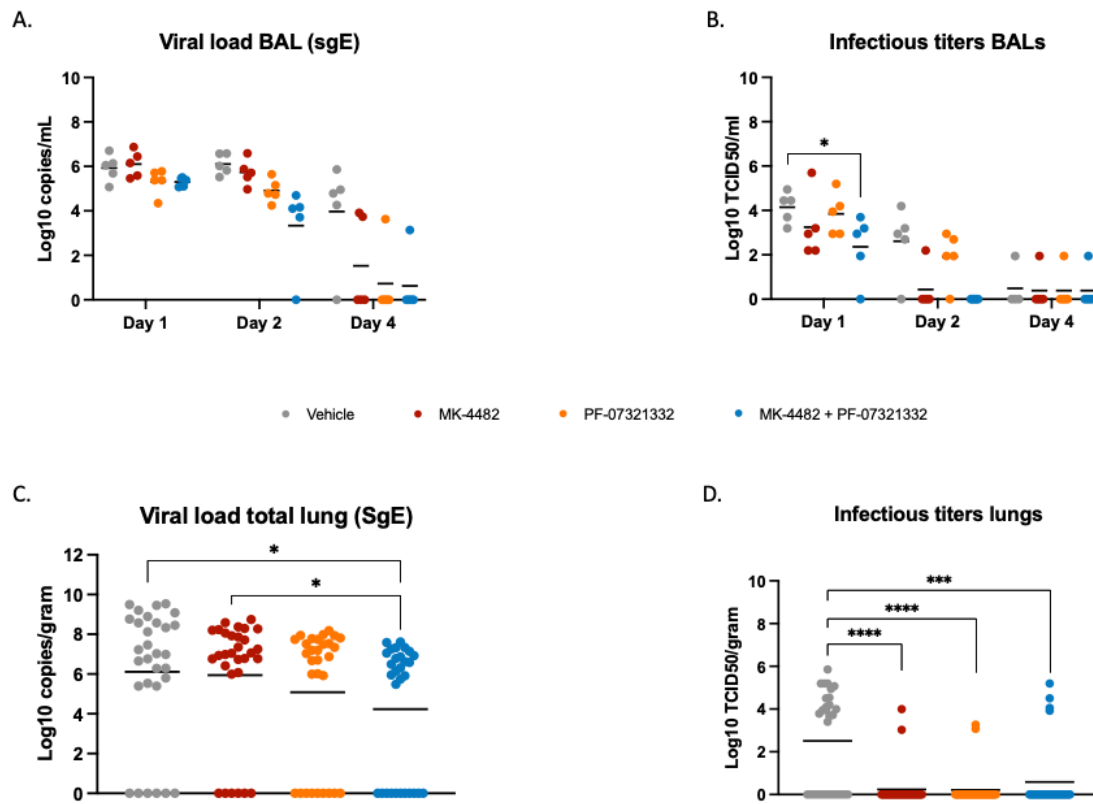 A.
Viral load BAL (sgE)
Log10 copies/mL
10
8
6
4
2
0
Day 1 Day 2 Day 4
B.
Infectious titers BALs
Log10 TCID50/ml
10
8
6
4
2
0
*
Day 1 Day 2 Day 4
Vehicle MK-4482 PF-07321332 MK-4482 + PF-07321332
C.
Viral load total lung (SgE)
Log10 copies/gram
12
10
8
6
4
2
0
*
*
D.
Infectious titers lungs
Log10 TCID50/gram
10
8
6
4
2
0
***
****
****